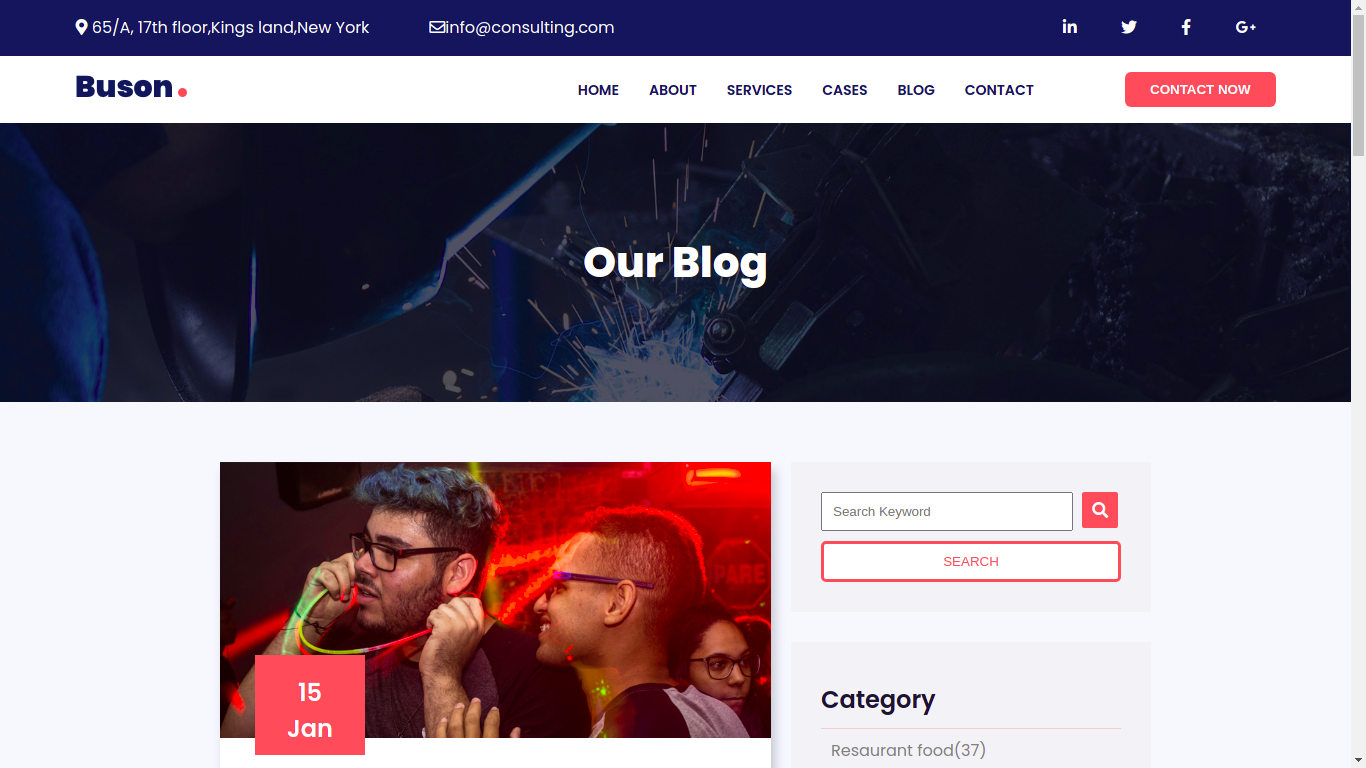 65/A, 17th floor,Kings land,New York
info@consulting.com
Buson.
HOME
ABOUT
SERVICES
CASES
BLOG
CONTACT
CONTACT NOW
Our Blog
PARE
15
Jan
Search Keyword
SEARCH
Category
Resaurant food(37)